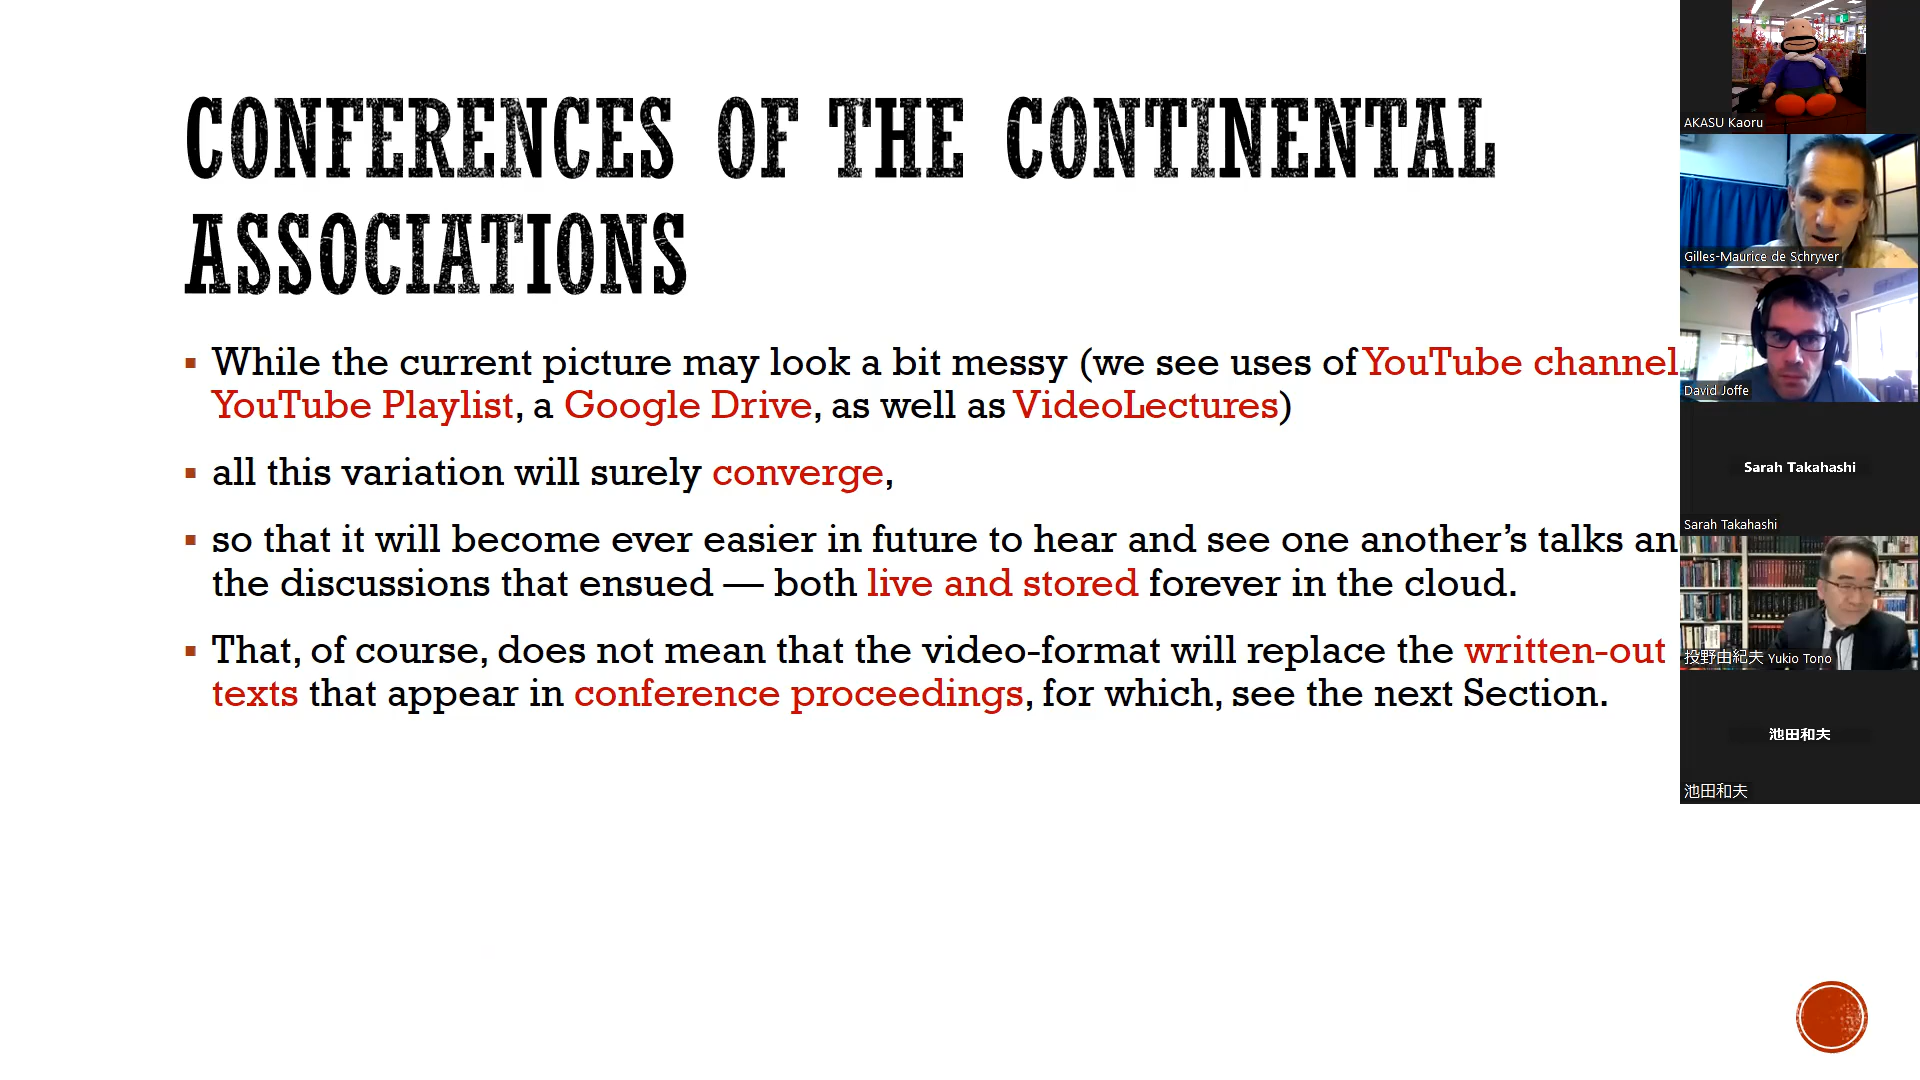 CONFERENCES OF THE CONTINENTAL
ASSOCIATIONS
▪ While the current picture may look a bit messy (we see uses of YouTube channel
YouTube Playlist, a Google Drive, as well as VideoLectures)
▪ all this variation will surely converge,
▪ so that it will become ever easier in future to hear and see one another’s talks an
the discussions that ensued — both live and stored forever in the cloud.
▪ That, of course, does not mean that the video-format will replace the written-out
texts that appear in conference proceedings, for which, see the next Section.
AKASU Kaoru
Gilles-Maurice de Schryver
David Joffe
Sarah Takahashi
Sarah Takahashi
投野由紀夫 Yukio Tono
池田和夫
池田和夫